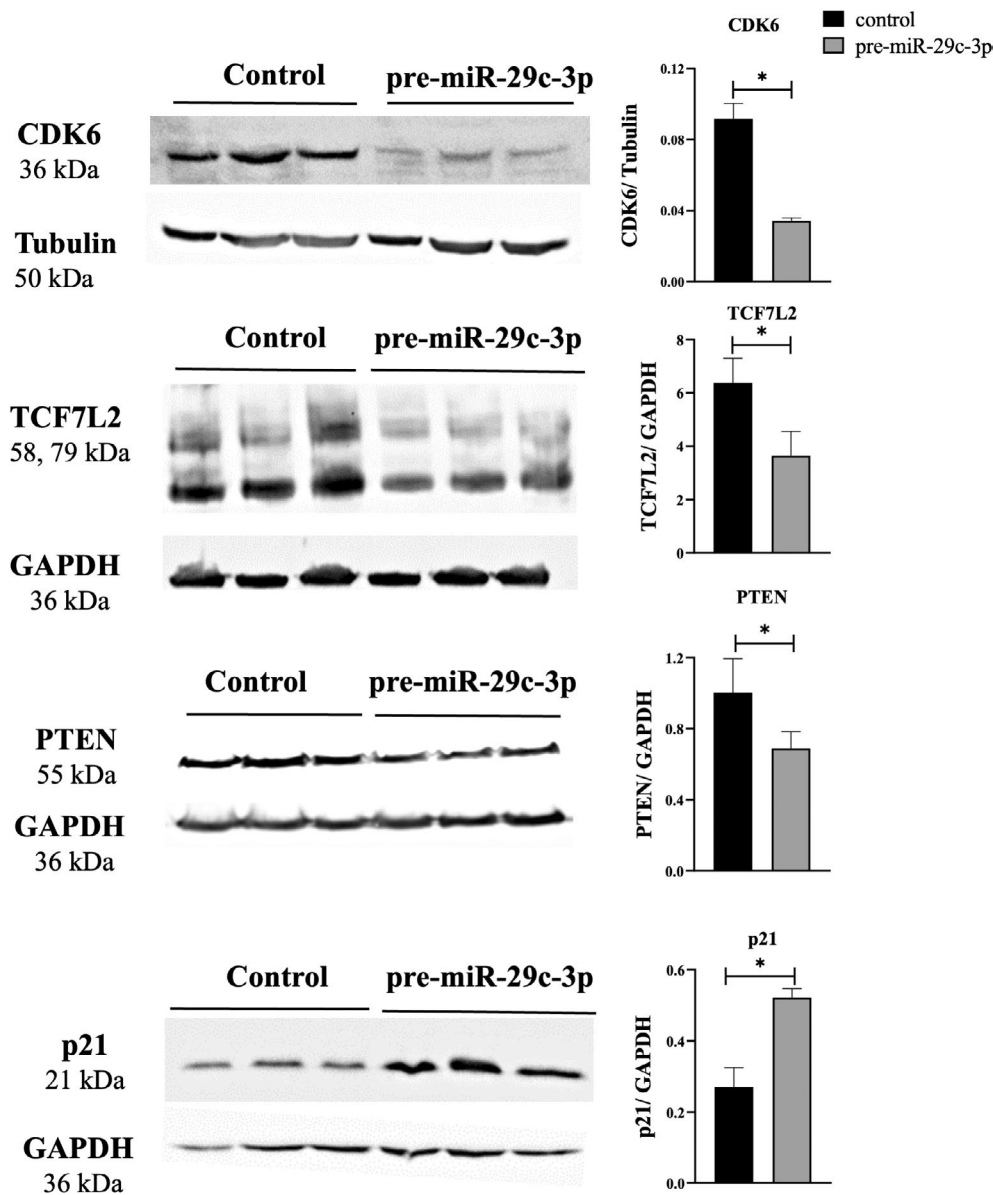 control
pre-miR-29c-3p
Control pre-miR-29c-3p
CDK6
36 kDa
Tubulin
50 kDa
CDK6
*
0.12
0.08
0.04
0.00
CDK6/ Tubulin
Control pre-miR-29c-3p
TCF7L2
58, 79 kDa
GAPDH
36 kDa
TCF7L2
*
8
6
4
2
0
TCF7L2/ GAPDH
Control pre-miR-29c-3p
PTEN
55 kDa
GAPDH
36 kDa
PTEN
*
1.2
0.8
0.4
0.0
PTEN/ GAPDH
Control pre-miR-29c-3p
p21
21 kDa
GAPDH
36 kDa
p21
*
0.6
0.4
0.2
0.0
p21/ GAPDH